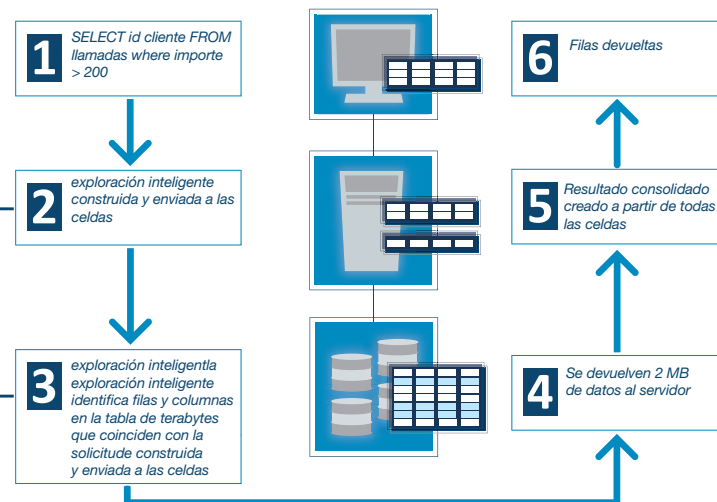 1
SELECT id cliente FROM
llamadas where importe
> 200
2
exploración inteligente
construida y enviada a las
celdas
3
exploración inteligentla
exploración inteligente
identifica filas y columnas
en la tabla de terabytes
que coinciden con la
solicitude construida
y enviada a las celdas
4
Se devuelven 2 MB
de datos al servidor
5
Resultado consolidado
creado a partir de todas
las celdas
6
Filas devueltas